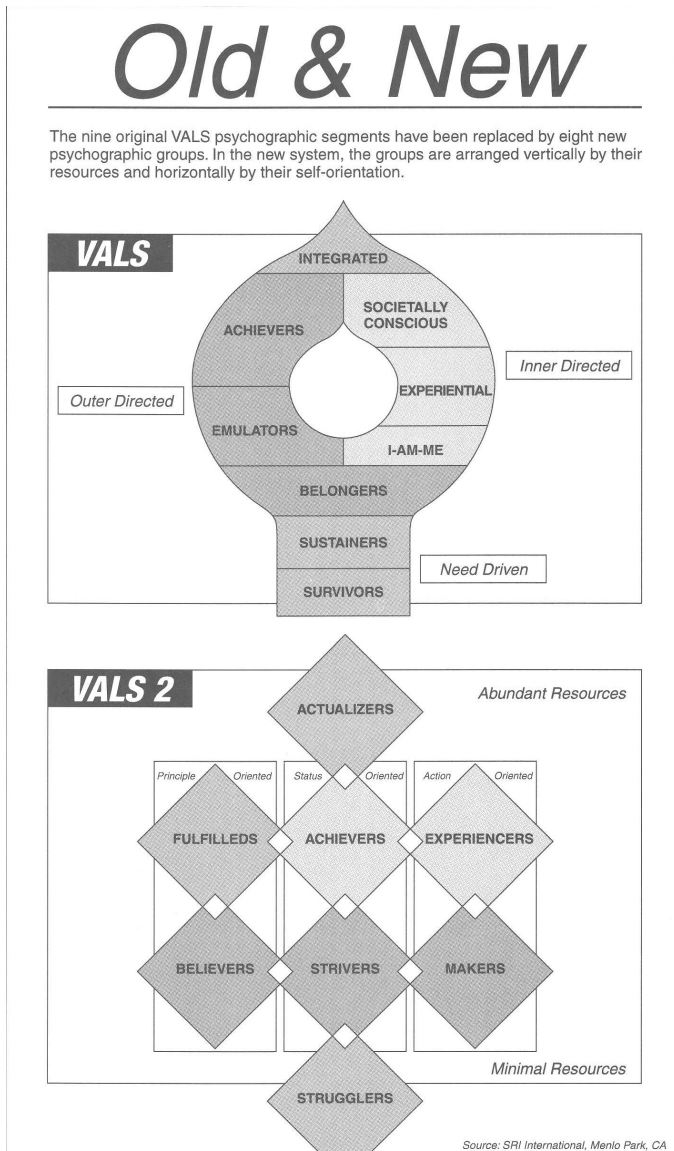 Old & New
The nine original VALS psychographic segments have been replaced by eight new
psychographic groups. In the new system, the groups are arranged vertically by their
resources and horizontally by their self-orientation.
VALS
INTEGRATED
SOCIETALLY
CONSCIOUS
ACHIEVERS
Inner Directed
EXPERIENTIAL
Outer Directed
EMULATORS
I-AM-ME
BELONGERS
SUSTAINERS
Need Driven
SURVIVORS
VALS 2
Abundant Resources
ACTUALIZERS
Principle Oriented Status Oriented Action Oriented
FULFILLEDS ACHIEVERS EXPERIENCERS
BELIEVERS STRIVERS MAKERS
Minimal Resources
STRUGGLERS
Source: SRI International, Menlo Park, CA